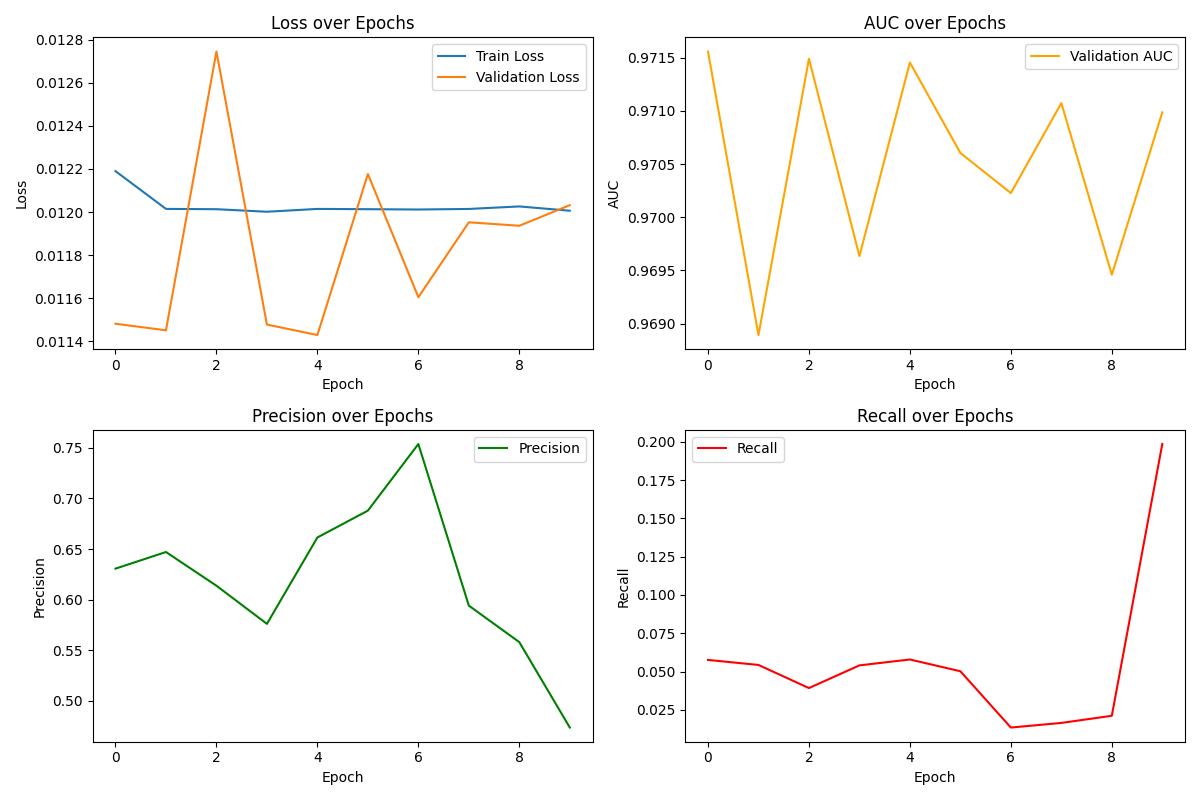 Loss over Epochs
0.0128
0.0126
0.0124
0.0122
0.0120
0.0118
0.0116
0.0114
Loss
Train Loss
Validation Loss
0 2 4 6 8
Epoch
AUC over Epochs
0.9715
0.9710
0.9705
0.9700
0.9695
0.9690
AUC
Validation AUC
0 2 4 6 8
Epoch
Precision over Epochs
0.75
0.70
0.65
0.60
0.55
0.50
Precision
Precision
0 2 4 6 8
Epoch
Recall over Epochs
0.200
0.175
0.150
0.125
0.100
0.075
0.050
0.025
Recall
Recall
0 2 4 6 8
Epoch